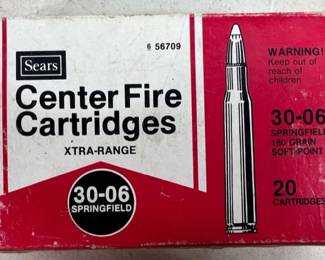 Sears
6 56709
Center Fire
Cartridges
XTRA-RANGE
30-06
SPRINGFIELD
WARNING!
Keep out of
reach of
children
30-06
SPRINGFIELD
180 GRAIN
SOFT-POINT
20
CARTRIDGES